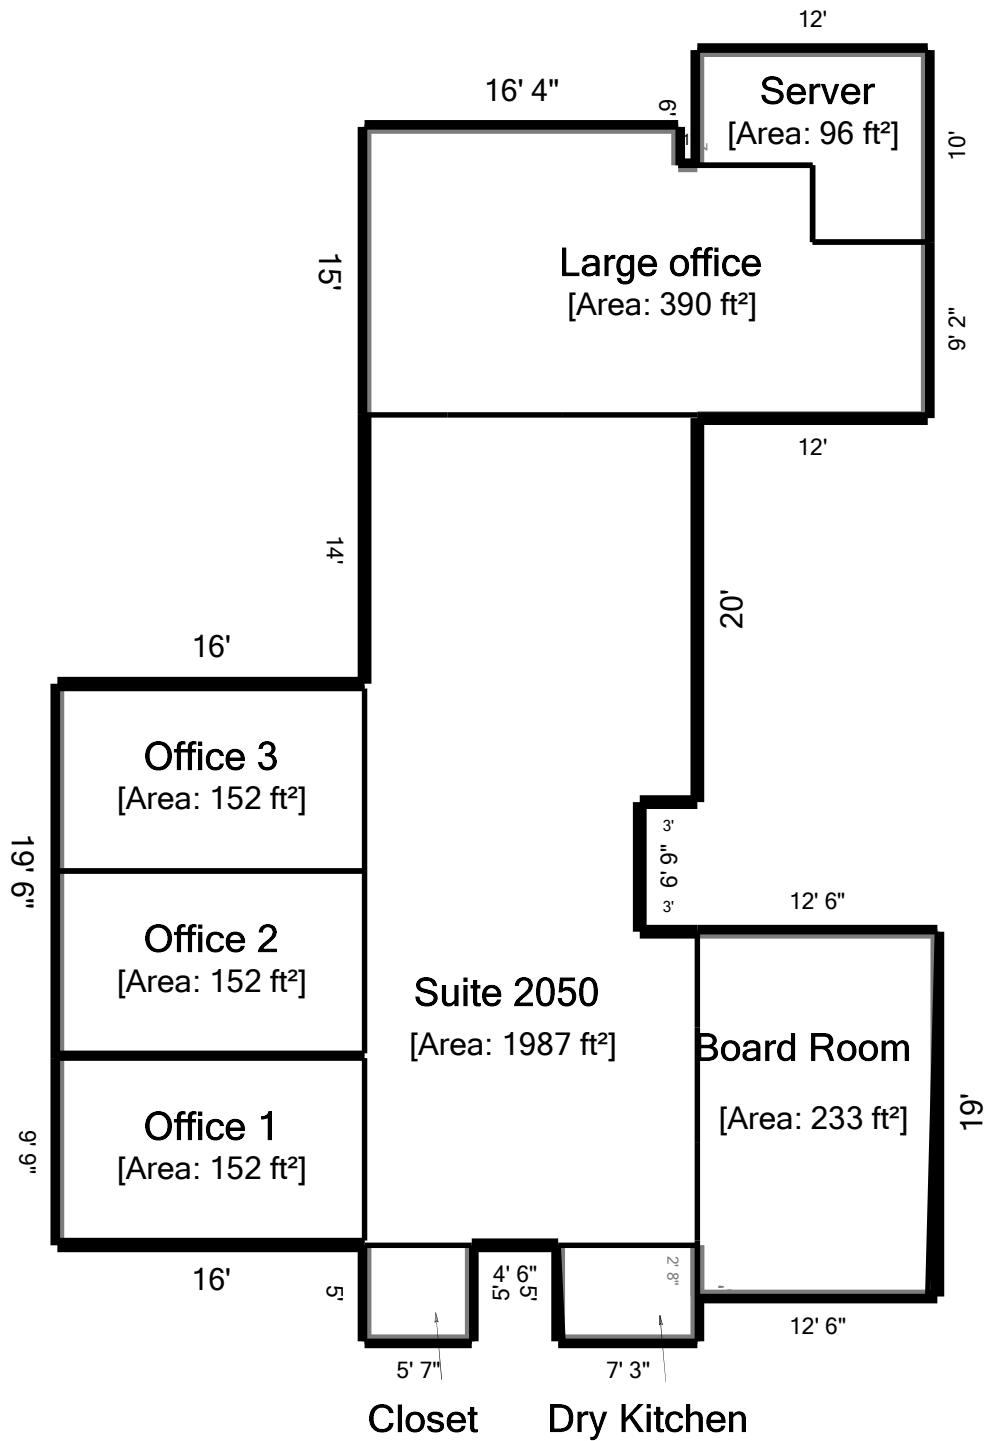 12'
16' 4"
Server
[Area: 96 ft²]
10'
Large office
[Area: 390 ft²]
15'
9' 2"
12'
14'
20'
16'
Office 3
[Area: 152 ft²]
3'
6' 9"
3'
19' 6"
12' 6"
Office 2
[Area: 152 ft²]
Suite 2050
[Area: 1987 ft²]
Board Room
[Area: 233 ft²]
19'
Office 1
[Area: 152 ft²]
9' 9"
16'
5'
4' 6"
5'
5'
2' 8"
12' 6"
5' 7"
7' 3"
Closet
Dry Kitchen